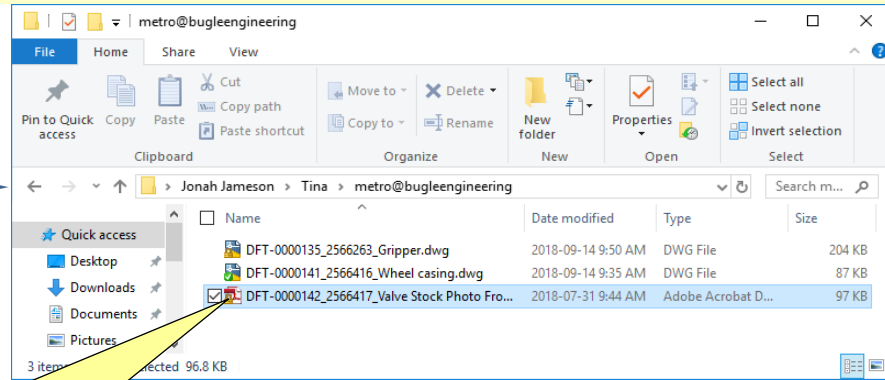 metro@bugleengineering
File Home Share View
Pin to Quick access
Copy
Paste
Cut
Copy path
Paste shortcut
Clipboard
Move to
Copy to
Delete
Rename
Organize
New folder
New
Properties
Open
Select all
Select none
Invert selection
Select
Jonah Jameson > Tina > metro@bugleengineering
Search m...
Quick access
Desktop
Downloads
Documents
Pictures
Name Date modified Type Size
DFT-0000135_2566263_Gripper.dwg 2018-09-14 9:50 AM DWG File 204 KB
DFT-0000141_2566416_Wheel casing.dwg 2018-09-14 9:35 AM DWG File 87 KB
DFT-0000142_2566417_Valve Stock Photo Fro... 2018-07-31 9:44 AM Adobe Acrobat D... 97 KB
3 96.8 KB